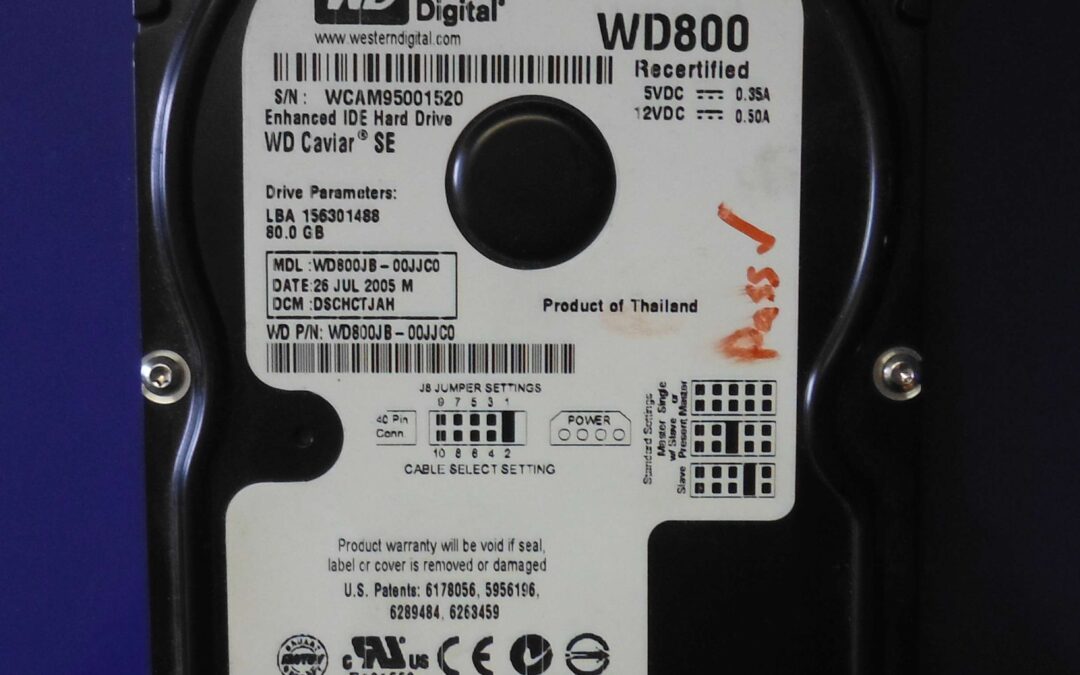 WD
Digital
www.westerndigital.com
WD800
Recertified
5VDC 0.35A
12VDC 0.50A
S/N: WCAM95001520
Enhanced IDE Hard Drive
WD Caviar® SE
Drive Parameters:
LBA 156301488
80.0 GB
MDL :WD800JB-00JJC0
DATE:26 JUL 2005 M
DCM :DSCHCTJAH
WD P/N: WD800JB-00JJC0
Product of Thailand
Pass ✓
J8 JUMPER SETTINGS
9 7 5 3 1
40 Pin
Conn.
10 8 6 4 2
CABLE SELECT SETTING
POWER
Standard Settings
Single
or
Master
Master
w/ Slave
Present
Slave
Product warranty will be void if seal,
label or cover is removed or damaged
U.S. Patents: 6178056, 5956196,
6289484, 6263459
c US CE